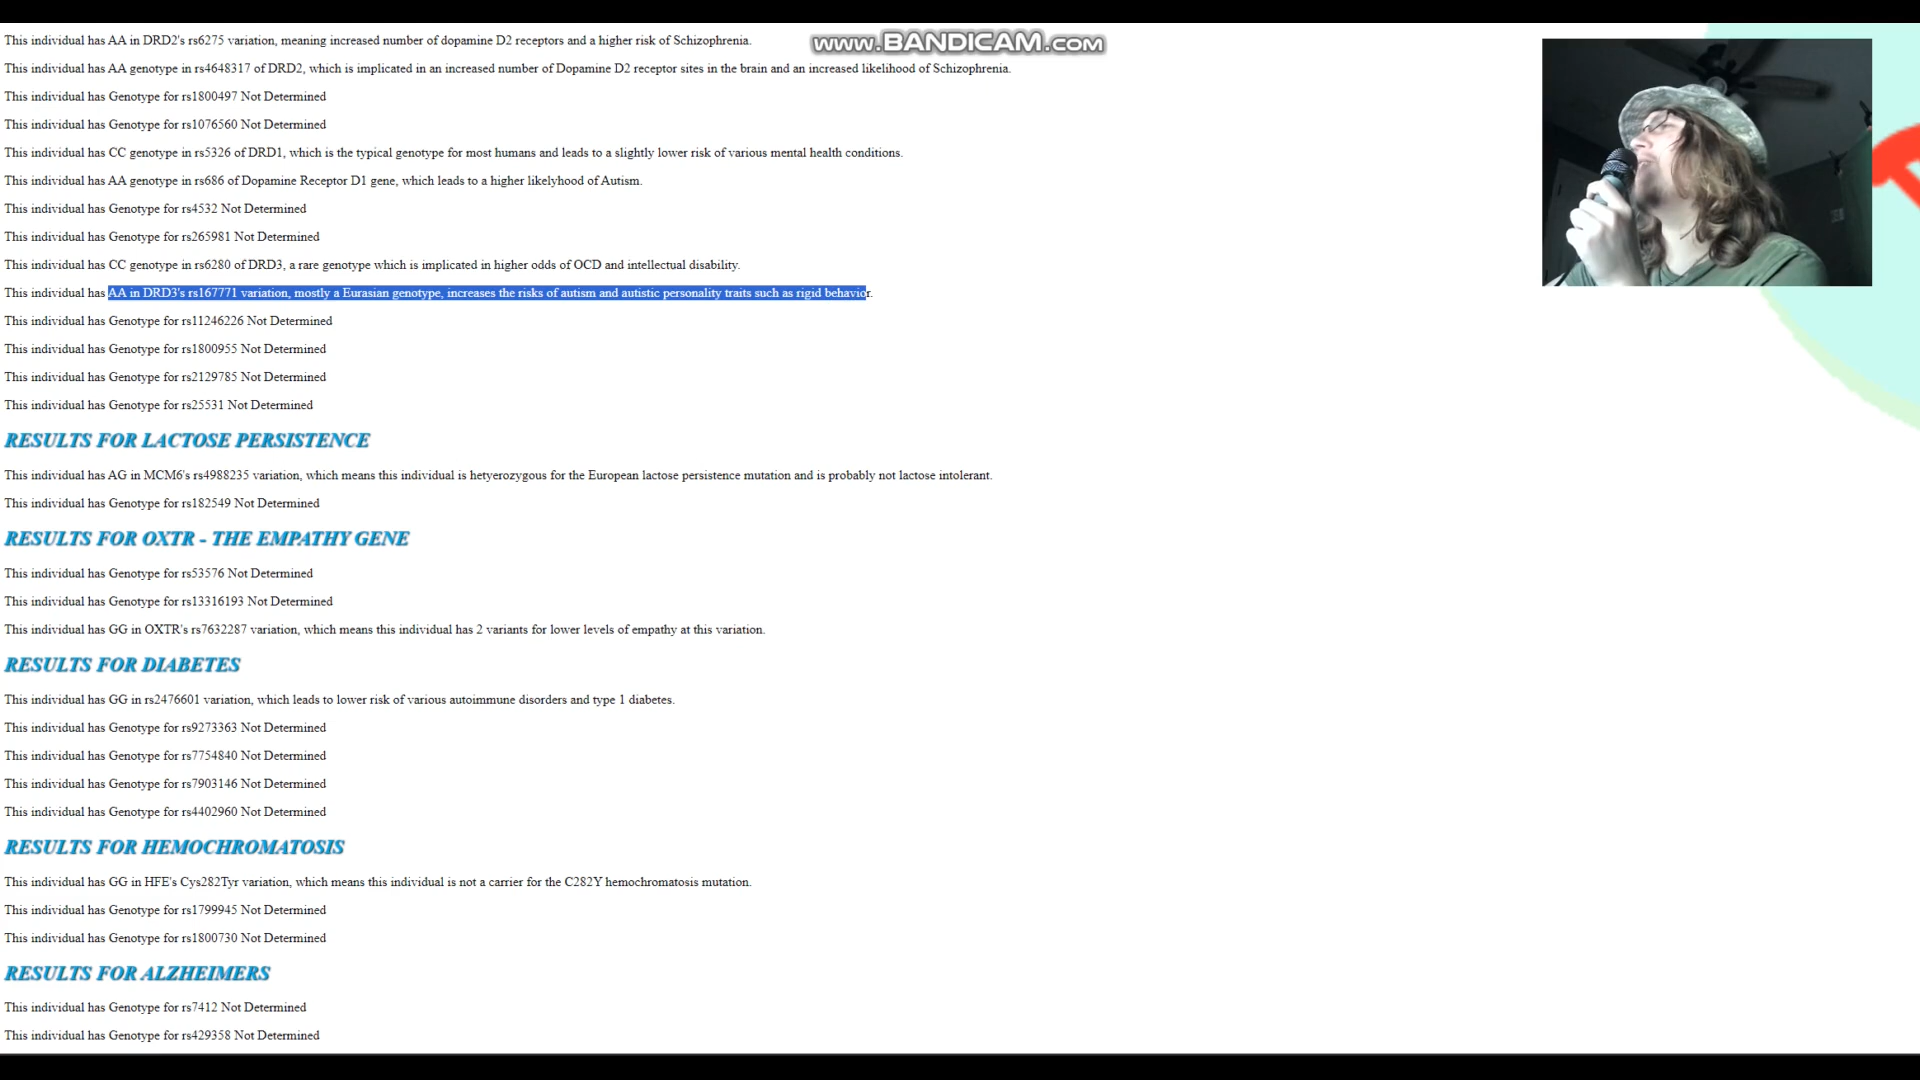 www.BANDICAM.com
This individual has AA in DRD2's rs6275 variation, meaning increased number of dopamine D2 receptors and a higher risk of Schizophrenia.
This individual has AA genotype in rs4648317 of DRD2, which is implicated in an increased number of Dopamine D2 receptor sites in the brain and an increased likelihood of Schizophrenia.
This individual has Genotype for rs1800497 Not Determined
This individual has Genotype for rs1076560 Not Determined
This individual has CC genotype in rs5326 of DRD1, which is the typical genotype for most humans and leads to a slightly lower risk of various mental health conditions.
This individual has AA genotype in rs686 of Dopamine Receptor D1 gene, which leads to a higher likelyhood of Autism.
This individual has Genotype for rs4532 Not Determined
This individual has Genotype for rs265981 Not Determined
This individual has CC genotype in rs6280 of DRD3, a rare genotype which is implicated in higher odds of OCD and intellectual disability.
This individual has AA in DRD3's rs167771 variation, mostly a Eurasian genotype, increases the risks of autism and autistic personality traits such as rigid behavior.
This individual has Genotype for rs11246226 Not Determined
This individual has Genotype for rs1800955 Not Determined
This individual has Genotype for rs2129785 Not Determined
This individual has Genotype for rs25531 Not Determined
RESULTS FOR LACTOSE PERSISTENCE
This individual has AG in MCM6's rs4988235 variation, which means this individual is hetyerozygous for the European lactose persistence mutation and is probably not lactose intolerant.
This individual has Genotype for rs182549 Not Determined
RESULTS FOR OXTR - THE EMPATHY GENE
This individual has Genotype for rs53576 Not Determined
This individual has Genotype for rs13316193 Not Determined
This individual has GG in OXTR's rs7632287 variation, which means this individual has 2 variants for lower levels of empathy at this variation.
RESULTS FOR DIABETES
This individual has GG in rs2476601 variation, which leads to lower risk of various autoimmune disorders and type 1 diabetes.
This individual has Genotype for rs9273363 Not Determined
This individual has Genotype for rs7754840 Not Determined
This individual has Genotype for rs7903146 Not Determined
This individual has Genotype for rs4402960 Not Determined
RESULTS FOR HEMOCHROMATOSIS
This individual has GG in HFE's Cys282Tyr variation, which means this individual is not a carrier for the C282Y hemochromatosis mutation.
This individual has Genotype for rs1799945 Not Determined
This individual has Genotype for rs1800730 Not Determined
RESULTS FOR ALZHEIMERS
This individual has Genotype for rs7412 Not Determined
This individual has Genotype for rs429358 Not Determined